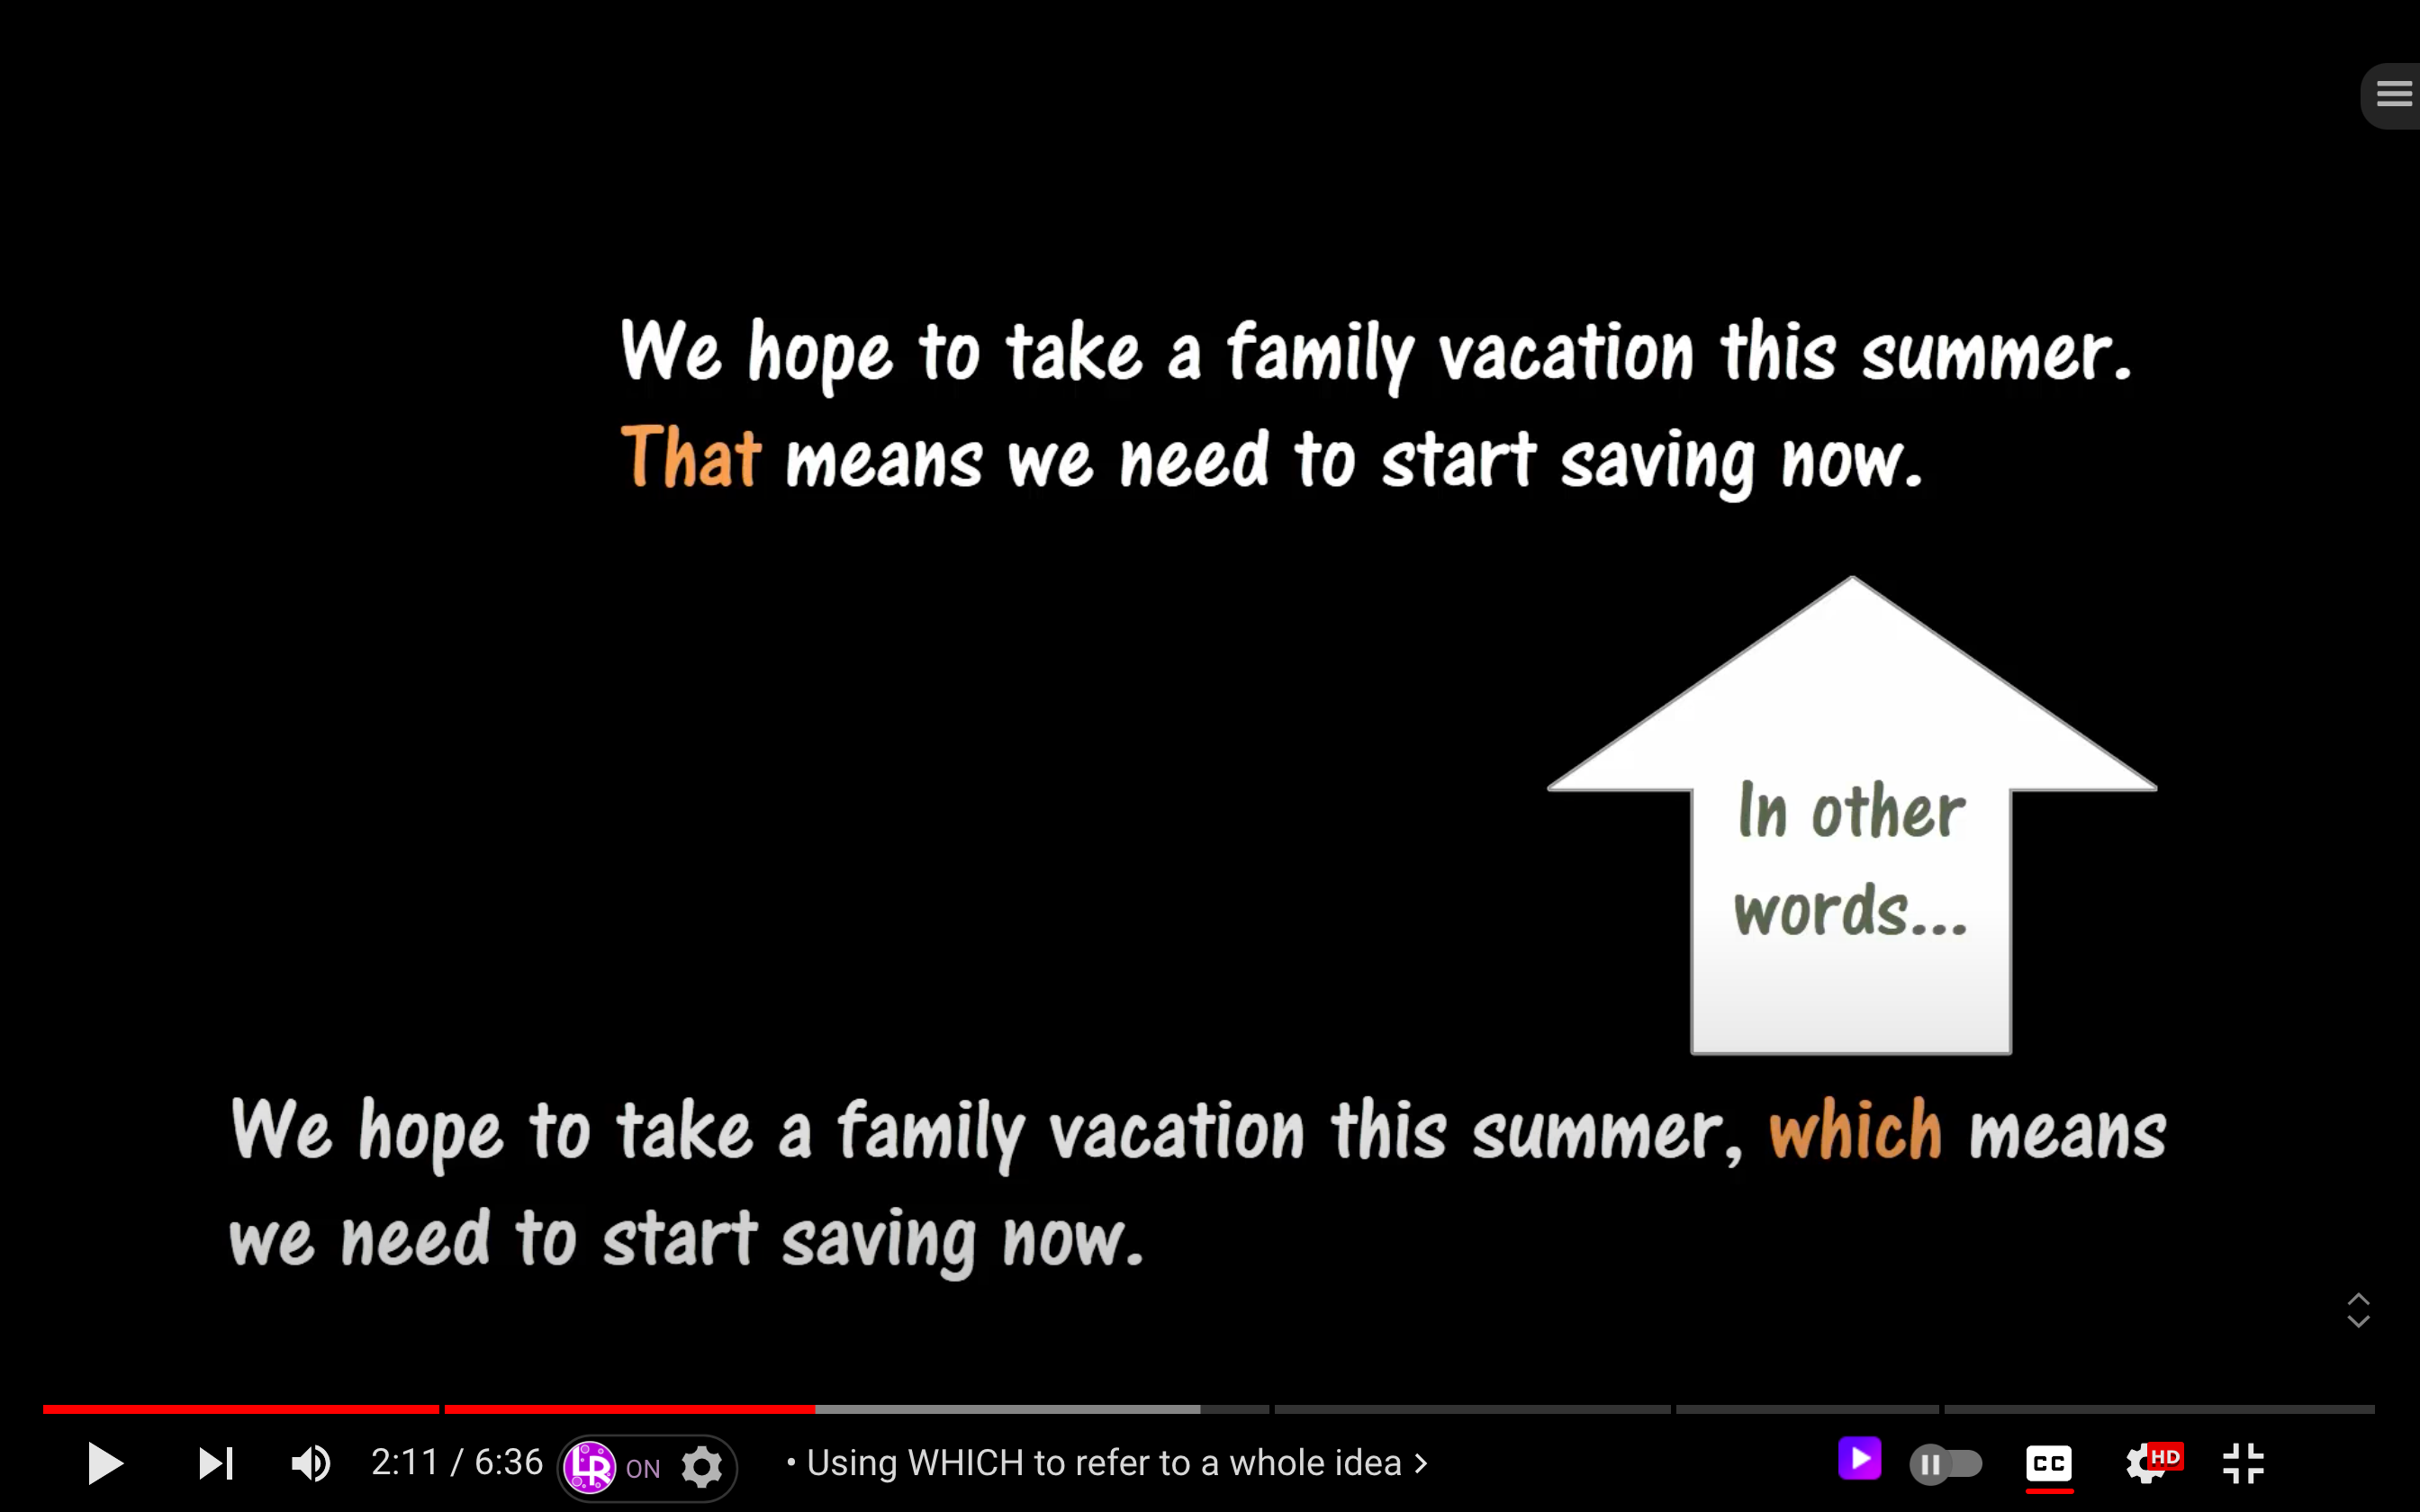 We hope to take a family vacation this summer.
That means we need to start saving now.
In other
words...
We hope to take a family vacation this summer, which means
we need to start saving now.
2:11 / 6:36 LR ON • Using WHICH to refer to a whole idea > CC HD